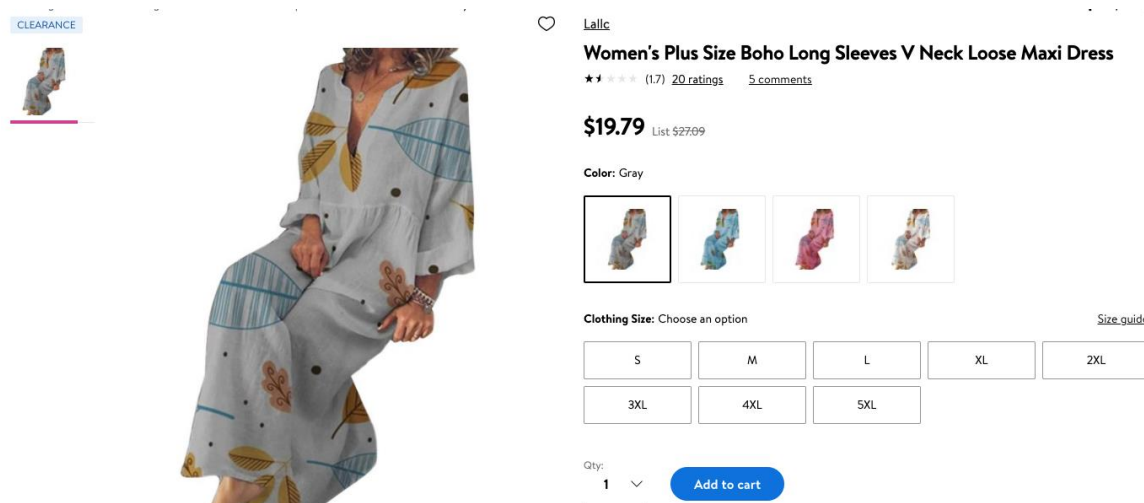 CLEARANCE
Lallc
Women's Plus Size Boho Long Sleeves V Neck Loose Maxi Dress
(1.7) 20 ratings 5 comments
$19.79 List $27.09
Color: Gray
Clothing Size: Choose an option Size guide
S M L XL 2XL
3XL 4XL 5XL
Qty:
1 Add to cart